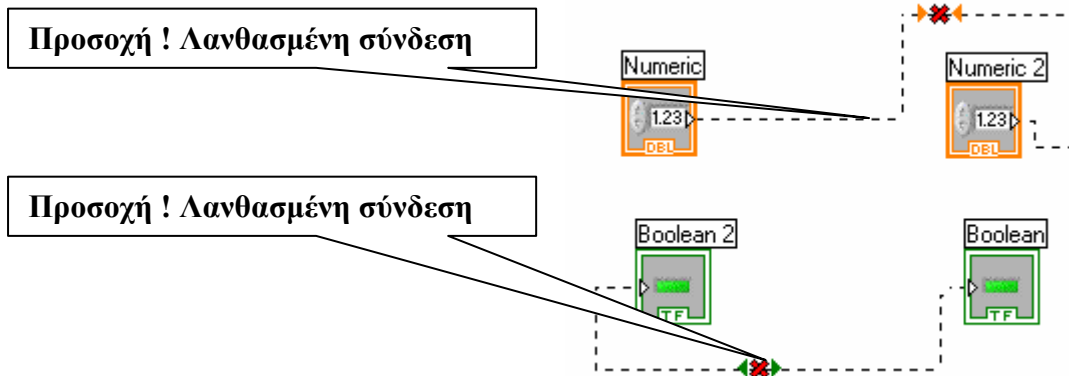 Προσοχή ! Λανθασμένη σύνδεση
Numeric
Numeric 2
1.23
1.23
DBL
DBL
Προσοχή ! Λανθασμένη σύνδεση
Boolean 2
Boolean
TF
TF